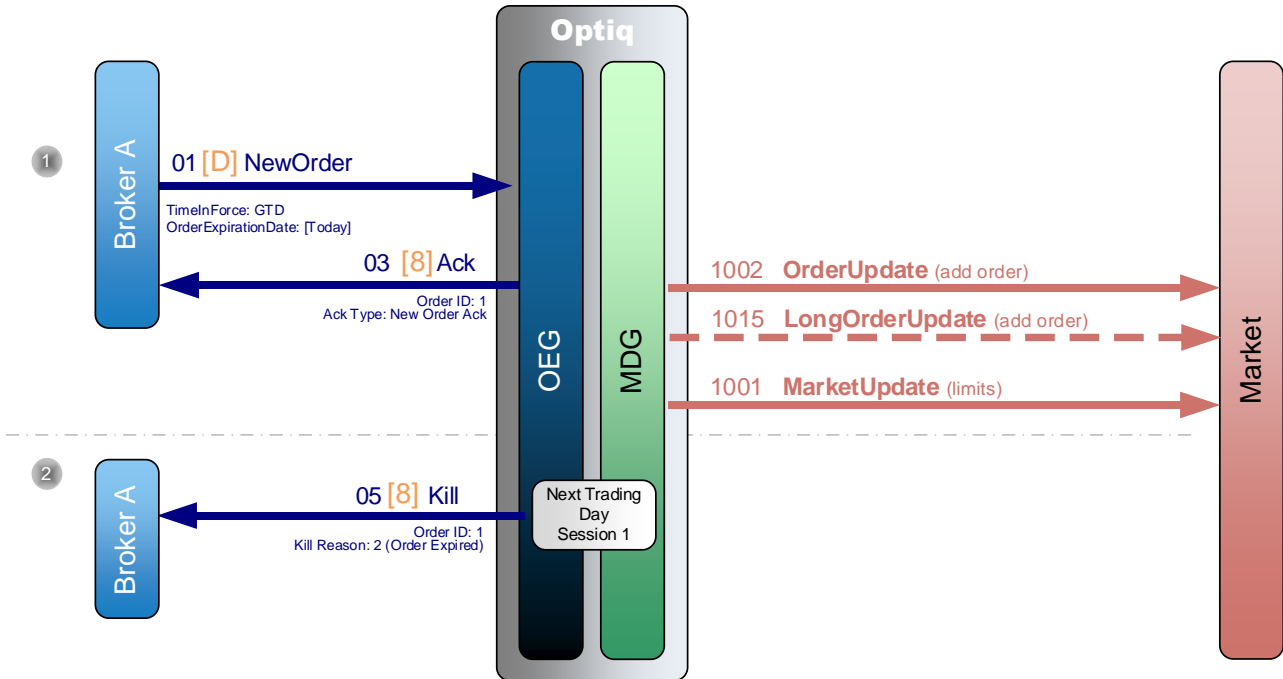 Optiq
1
Broker A
01 [D] NewOrder
TimeInForce: GTD
OrderExpirationDate: [Today]
03 [8] Ack
Order ID: 1
Ack Type: New Order Ack
OEG
MDG
1002 OrderUpdate (add order)
1015 LongOrderUpdate (add order)
1001 MarketUpdate (limits)
Market
2
Broker A
05 [8] Kill
Order ID: 1
Kill Reason: 2 (Order Expired)
Next Trading
Day
Session 1